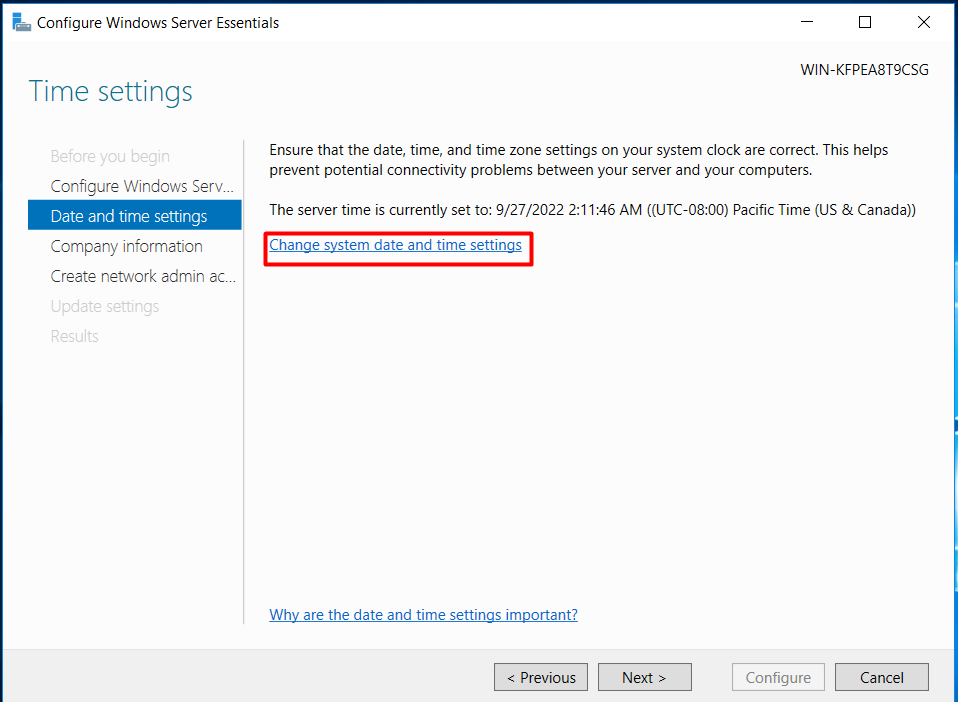 Configure Windows Server Essentials
WIN-KFPEA8T9CSG
Time settings
Before you begin
Configure Windows Serv...
Date and time settings
Company information
Create network admin ac...
Update settings
Results
Ensure that the date, time, and time zone settings on your system clock are correct. This helps
prevent potential connectivity problems between your server and your computers.
The server time is currently set to: 9/27/2022 2:11:46 AM ((UTC-08:00) Pacific Time (US & Canada))
Change system date and time settings
Why are the date and time settings important?
< Previous
Next >
Configure
Cancel